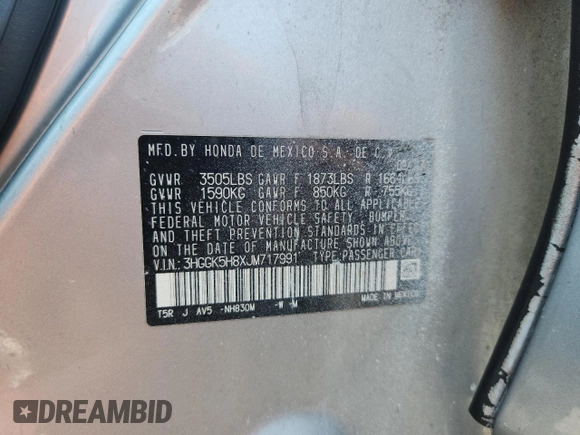 MFD.BY HONDA DE MEXICO S.A. DE C.V.
GVWR 3505LBS GAWR F 1873LBS R
GVWR 1590KG GAWR F 850KG R 755KG
THIS VEHICLE CONFORMS TO ALL APPLICABLE
FEDERAL MOTOR VEHICLE SAFETY, BUMPER,
AND THEFT PREVENTION STANDARDS IN EFFECT
ON THE DATE OF MANUFACTURE SHOWN ABOVE.
V.I.N.: 3HGGK5H8XJM717991 TYPE:PASSENGER
MADE IN MEXICO
T5R J AV5 -NH830M -W -M
DREAMBID